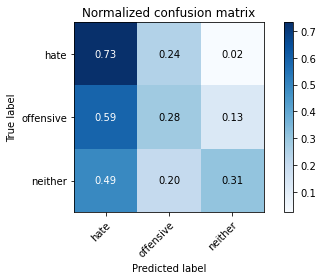 Normalized confusion matrix
True label
hate 0.73 0.24 0.02
offensive 0.59 0.28 0.13
neither 0.49 0.20 0.31
hate offensive neither
Predicted label
0.7
0.6
0.5
0.4
0.3
0.2
0.1